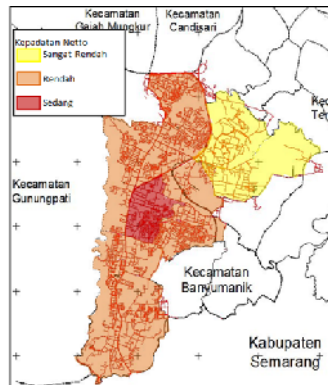 Kecamatan
Gajah Mungkur
Kecamatan
Candisari
Kepadatan Netto
Sangat Rendah
Rendah
Sedang
Kecamatan
Gunungpati
Kecamatan
Banyumanik
Kabupaten
Semarang